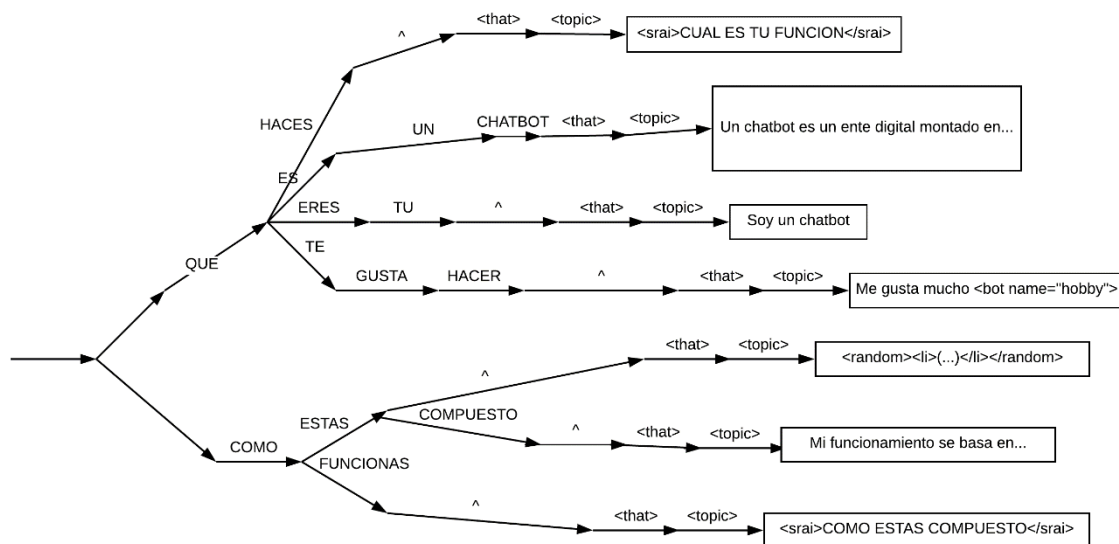 <that> <topic>
^ <srai>CUAL ES TU FUNCION</srai>
HACES
UN CHATBOT <that> <topic>
Un chatbot es un ente digital montado en...
ES
ERES TU ^ <that> <topic>
Soy un chatbot
TE
QUE
GUSTA HACER ^ <that> <topic>
Me gusta mucho <bot name="hobby">
<that> <topic>
^ <random><li>(...)</li></random>
ESTAS COMPUESTO
^ <that> <topic>
COMO Mi funcionamiento se basa en...
FUNCIONAS
^ <that> <topic>
<srai>COMO ESTAS COMPUESTO</srai>